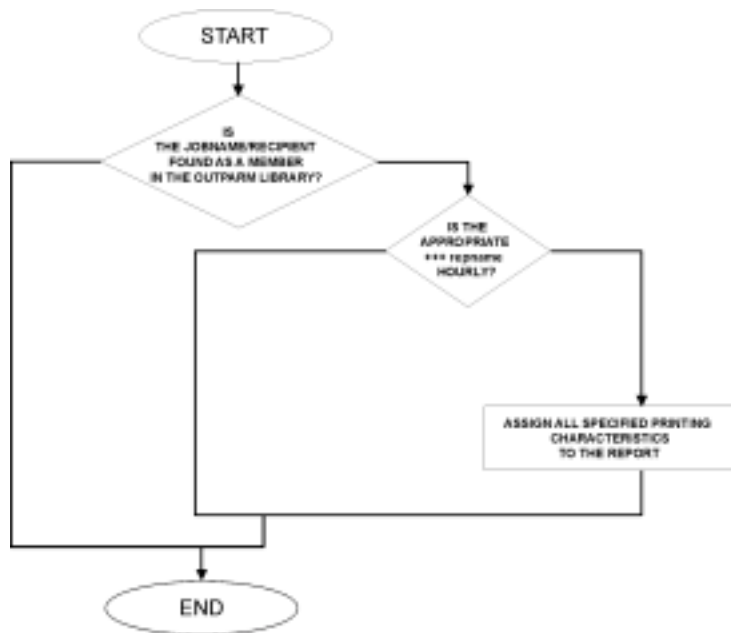 START
IS
THE JOBNAME/RECIPIENT
FOUND AS A MEMBER
IN THE OUTPARM LIBRARY?
IS THE
APPROPRIATE
*** repname
HOURLY?
ASSIGN ALL SPECIFIED PRINTING
CHARACTERISTICS
TO THE REPORT
END